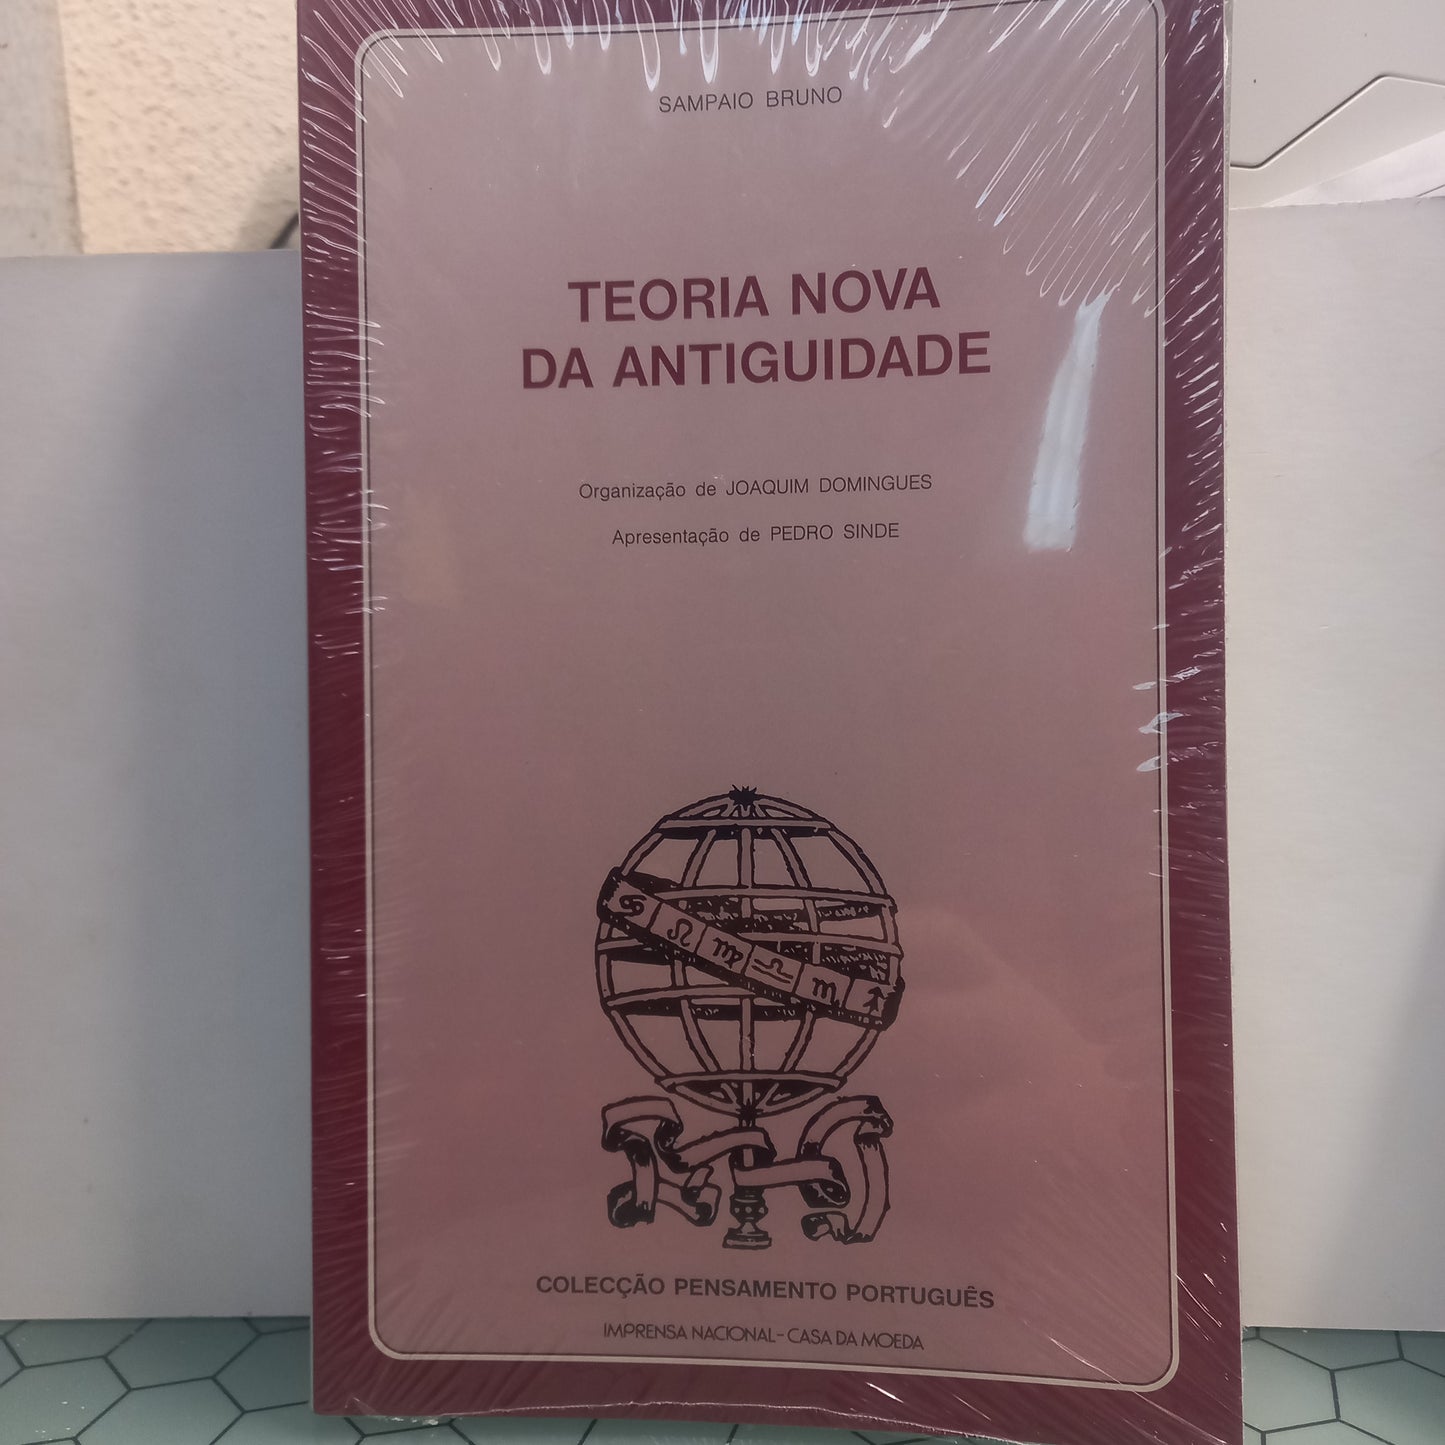 SAMPAIO BRUNO
TEORIA NOVA
DA ANTIGUIDADE
Organização de JOAQUIM DOMINGUES
Apresentação de PEDRO SINDE
♋ ♌ ♍ ♎ ♏ ♐
COLECÇÃO PENSAMENTO PORTUGUÊS
IMPRENSA NACIONAL-CASA DA MOEDA